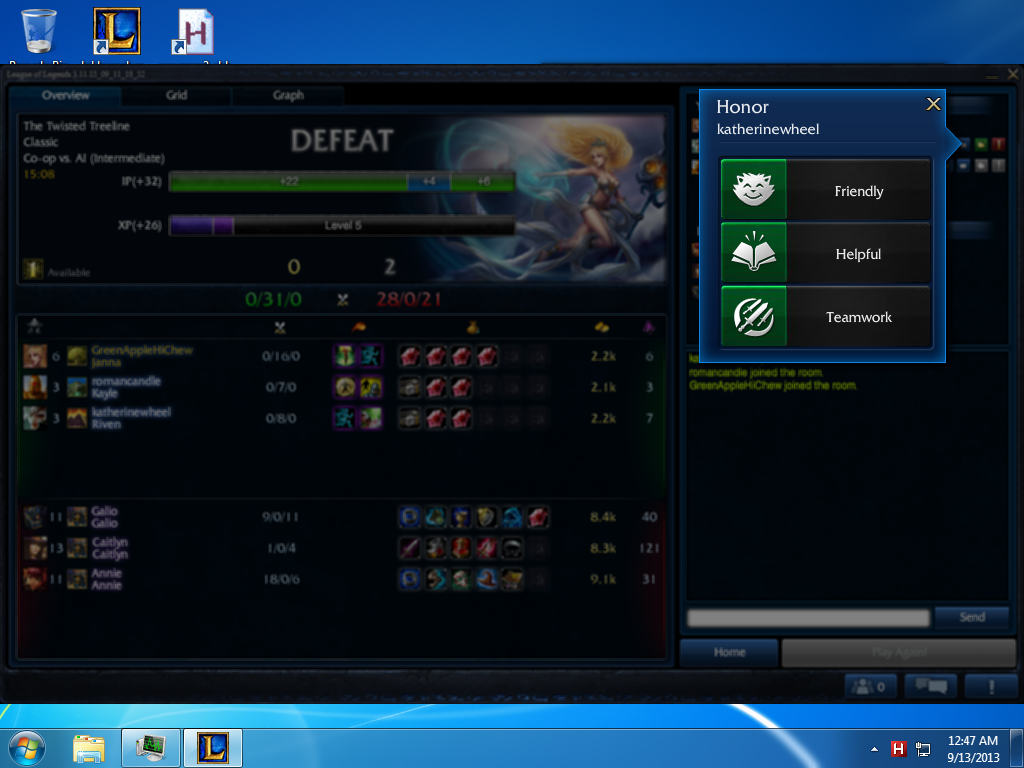 League of Legends 3.11.13_09_11_18_32
Overview
Grid
Graph
The Twisted Treeline
Classic
Co-op vs. AI (Intermediate)
15:08
DEFEAT
IP(+32)
+22
+4
+6
XP(+26)
Level 5
1
Available
0
2
0/31/0
28/0/21
6
GreenAppleHiChew
Janna
0/16/0
2.2k
6
3
romancandle
Kayle
0/7/0
2.1k
3
3
katherinewheel
Riven
0/8/0
2.2k
7
11
Galio
Galio
9/0/11
8.4k
40
13
Caitlyn
Caitlyn
1/0/4
8.3k
121
11
Annie
Annie
18/0/6
9.1k
31
Honor
katherinewheel
Friendly
Helpful
Teamwork
romancandle joined the room.
GreenAppleHiChew joined the room.
Send
Home
Play Again!
0
!
12:47 AM
9/13/2013